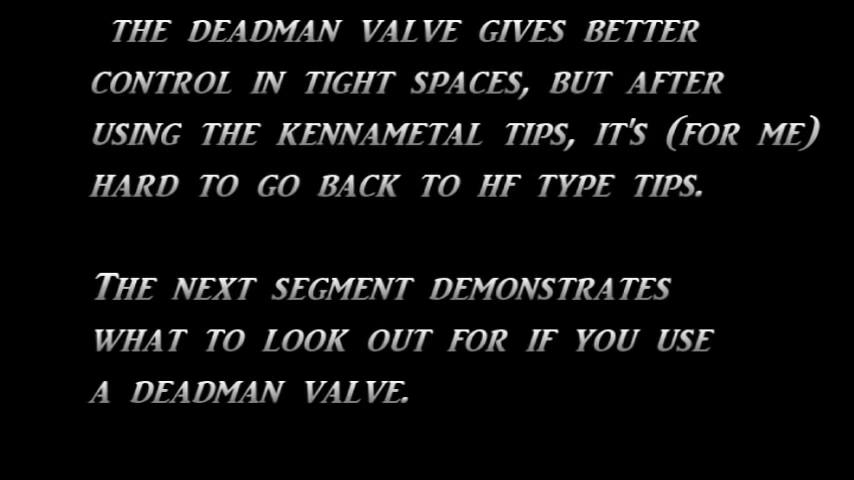 THE DEADMAN VALVE GIVES BETTER
CONTROL IN TIGHT SPACES, BUT AFTER
USING THE KENNAMETAL TIPS, IT'S (FOR ME)
HARD TO GO BACK TO HF TYPE TIPS.
THE NEXT SEGMENT DEMONSTRATES
WHAT TO LOOK OUT FOR IF YOU USE
A DEADMAN VALVE.